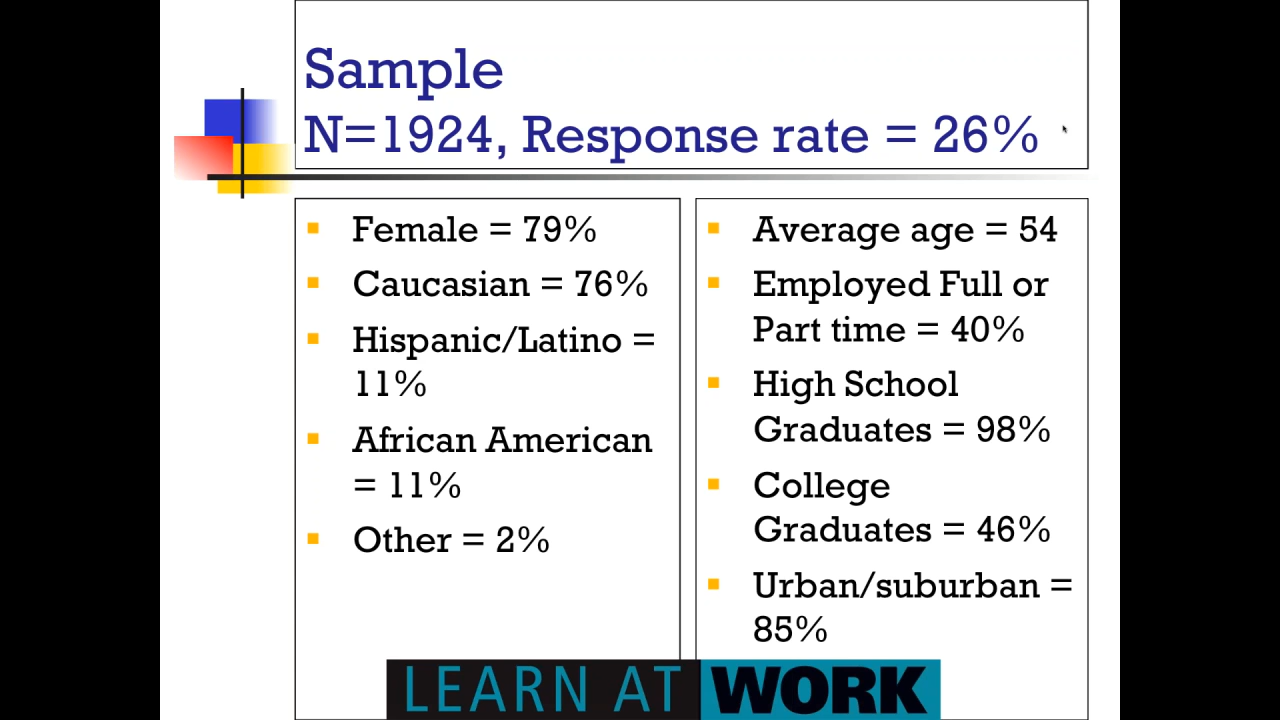 Sample
N=1924, Response rate = 26%
Female = 79%
Caucasian = 76%
Hispanic/Latino =
11%
African American
= 11%
Other = 2%
Average age = 54
Employed Full or
Part time = 40%
High School
Graduates = 98%
College
Graduates = 46%
Urban/suburban =
85%
LEARN AT WORK